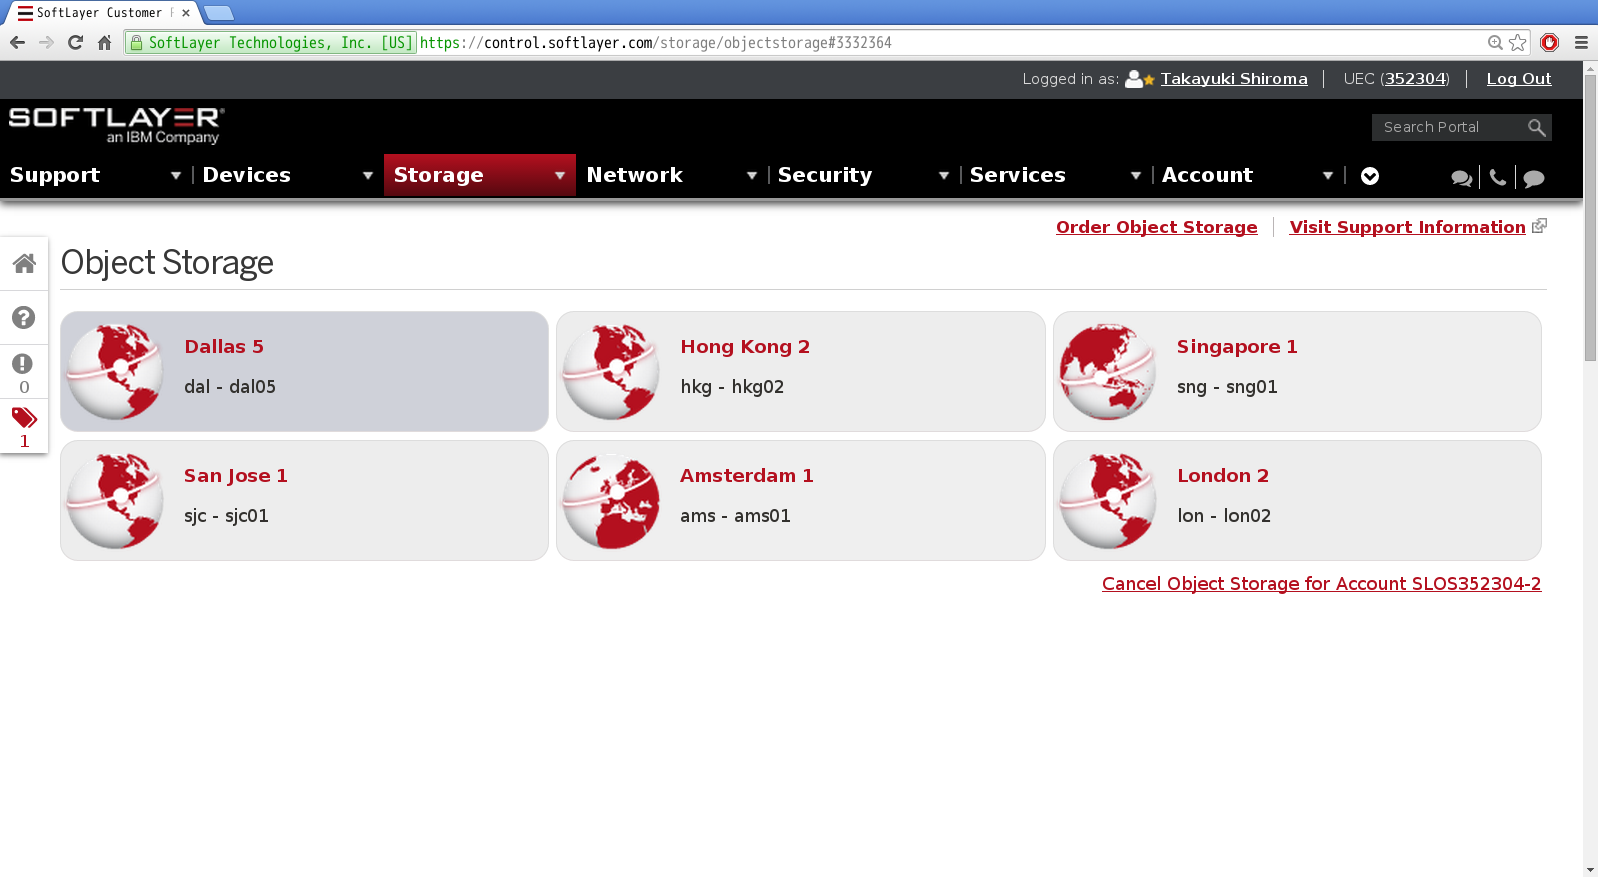 SoftLayer Customer
SoftLayer Technologies, Inc. [US] https://control.softlayer.com/storage/objectstorage#3332364
Logged in as: Takayuki Shiroma | UEC (352304) | Log Out
SOFTLAYER®
an IBM Company
Search Portal
Support Devices Storage Network Security Services Account
Order Object Storage Visit Support Information
Object Storage
Dallas 5
dal - dal05
Hong Kong 2
hkg - hkg02
Singapore 1
sng - sng01
0
1
San Jose 1
sjc - sjc01
Amsterdam 1
ams - ams01
London 2
lon - lon02
Cancel Object Storage for Account SLOS352304-2